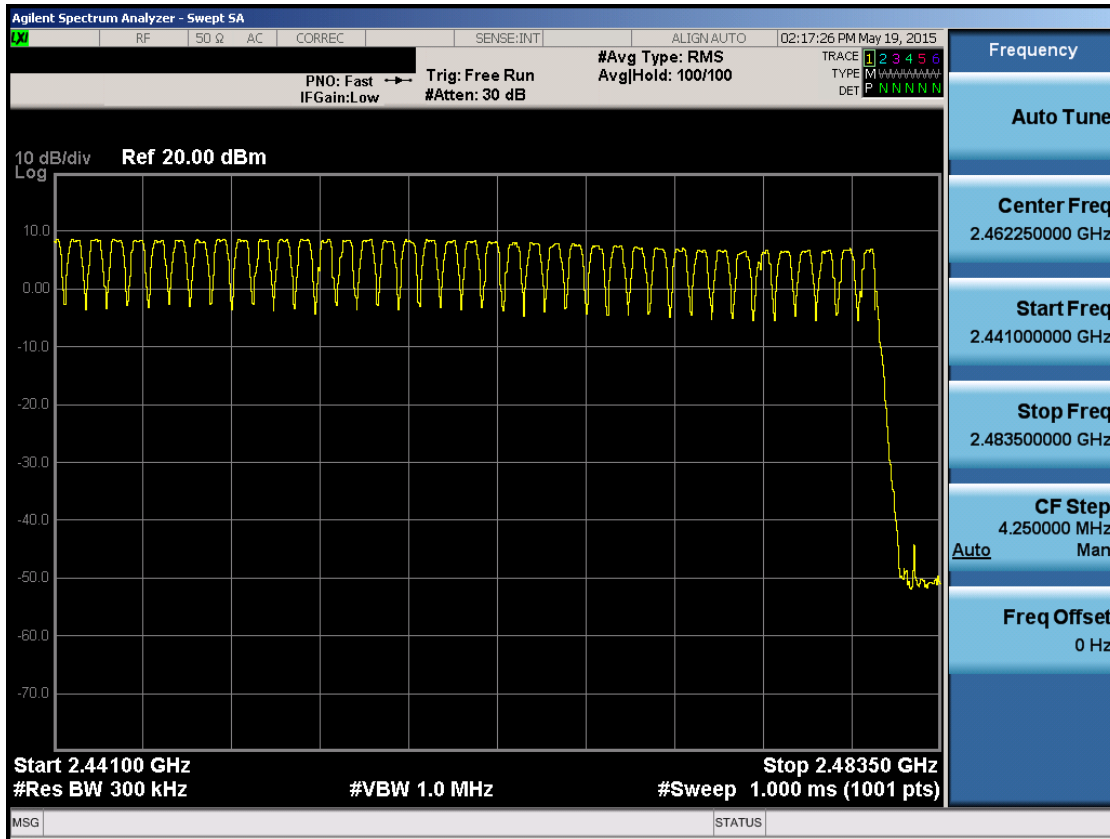 Agilent Spectrum Analyzer - Swept SA
LXI RF 50 Ω AC CORREC SENSE:INT ALIGNAUTO 02:17:26 PM May 19, 2015
PNO: Fast
IFGain:Low
Trig: Free Run
#Atten: 30 dB
#Avg Type: RMS
Avg|Hold: 100/100
TRACE 1 2 3 4 5 6
TYPE M WWWWW
DET P N N N N N
10 dB/div Ref 20.00 dBm
Log
10.0
0.00
-10.0
-20.0
-30.0
-40.0
-50.0
-60.0
-70.0
Start 2.44100 GHz Stop 2.48350 GHz
#Res BW 300 kHz #VBW 1.0 MHz #Sweep 1.000 ms (1001 pts)
MSG STATUS
Frequency
Auto Tune
Center Freq
2.462250000 GHz
Start Freq
2.441000000 GHz
Stop Freq
2.483500000 GHz
CF Step
4.250000 MHz
Auto Man
Freq Offset
0 Hz